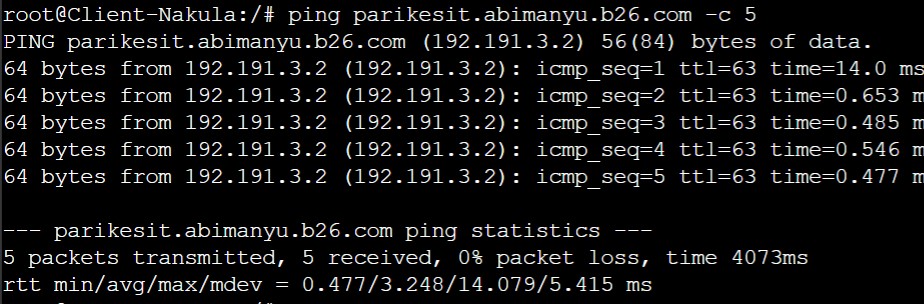 root@Client-Nakula:/# ping parikesit.abimanyu.b26.com -c 5
PING parikesit.abimanyu.b26.com (192.191.3.2) 56(84) bytes of data.
64 bytes from 192.191.3.2 (192.191.3.2): icmp_seq=1 ttl=63 time=14.0 ms
64 bytes from 192.191.3.2 (192.191.3.2): icmp_seq=2 ttl=63 time=0.653 m
64 bytes from 192.191.3.2 (192.191.3.2): icmp_seq=3 ttl=63 time=0.485 m
64 bytes from 192.191.3.2 (192.191.3.2): icmp_seq=4 ttl=63 time=0.546 m
64 bytes from 192.191.3.2 (192.191.3.2): icmp_seq=5 ttl=63 time=0.477 m
--- parikesit.abimanyu.b26.com ping statistics ---
5 packets transmitted, 5 received, 0% packet loss, time 4073ms
rtt min/avg/max/mdev = 0.477/3.248/14.079/5.415 ms